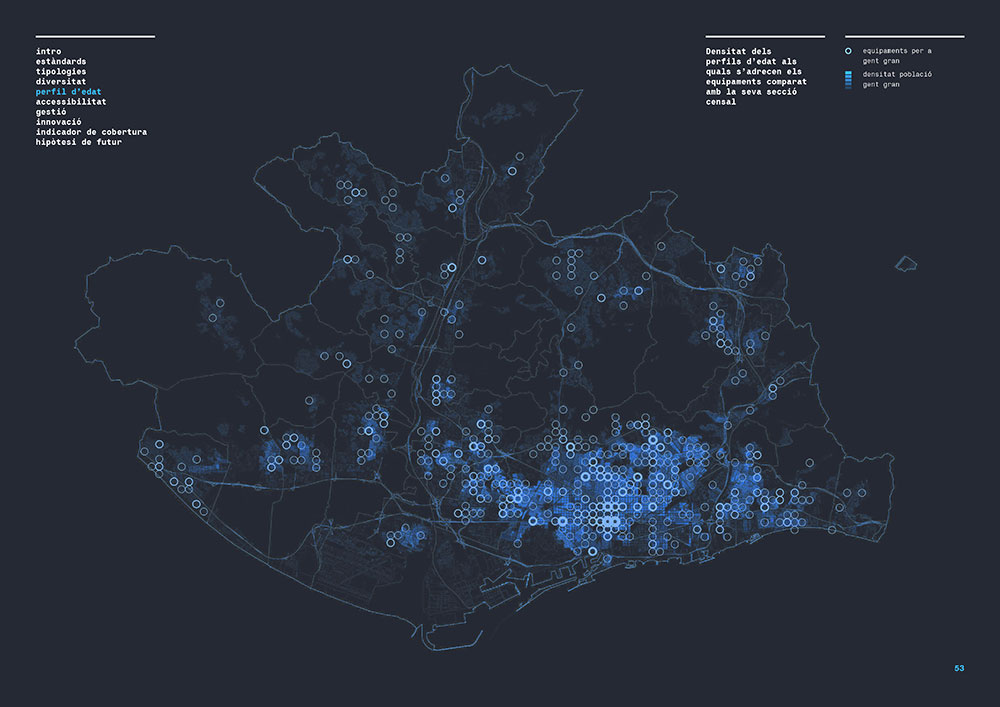 intro
estàndards
tipologies
diversitat
perfil d’edat
accessibilitat
gestió
innovació
indicador de cobertura
hipòtesi de futur
Densitat dels
perfils d’edat als
quals s’adrecen els
equipaments comparat
amb la seva secció
censal
equipaments per a
gent gran
densitat població
gent gran
53